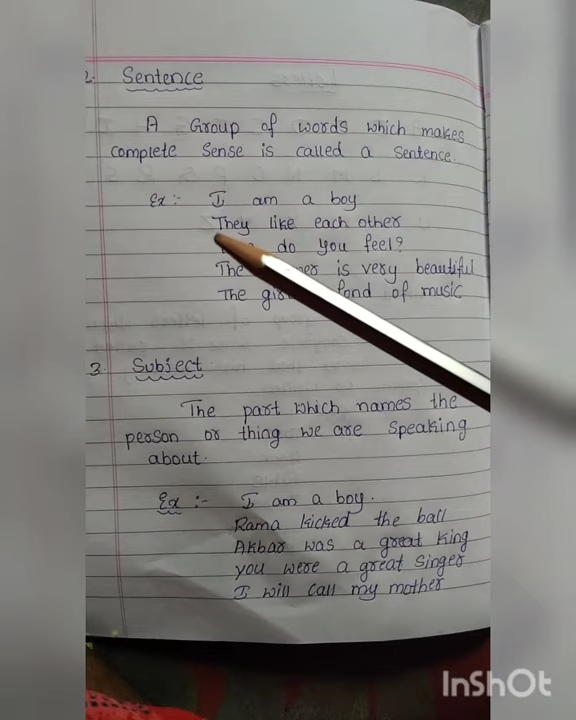 2. Sentence
A Group of words which makes
complete Sense is called a Sentence.
Ex :- I am a boy
They like each other
do you feel?
The is very beautiful
The fond of music
3. Subject
The part which names the
person or thing we are speaking
about.
Ex :- I am a boy.
Rama kicked the ball
Akbar was a great king
you were a great singer
I will call my mother
InShOt